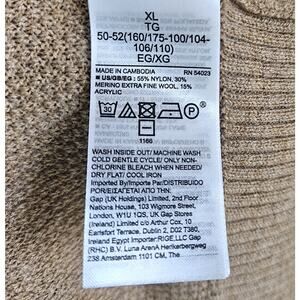 XL
TG
50-52(160/175-100/104-
106/110)
EG/XG
MADE IN CAMBODIA RN 54023
US/GB/EG : 55% NYLON, 30%
MERINO EXTRA FINE WOOL, 15%
ACRYLIC
30
P
1166
WASH INSIDE OUT/ MACHINE WASH
COLD GENTLE CYCLE/ ONLY NON-
CHLORINE BLEACH WHEN NEEDED/
DRY FLAT/ COOL IRON
Imported By/Importe Par/DISTRIBUIDO
POR/EISAGETAI APO THN:
Gap (UK Holdings) Limited, 2nd Floor
Nations House, 103 Wigmore Street,
London, W1U 1QS, UK Gap Stores
(Ireland) Limited c/o Arthur Cox, 10
Earlsfort Terrace, Dublin 2, D02 T380,
Ireland Egypt Importer:RIGE.LLC Gap
(RHC) B.V. Luna ArenA Herikerbergweg
238 Amsterdam 1101 CM, The